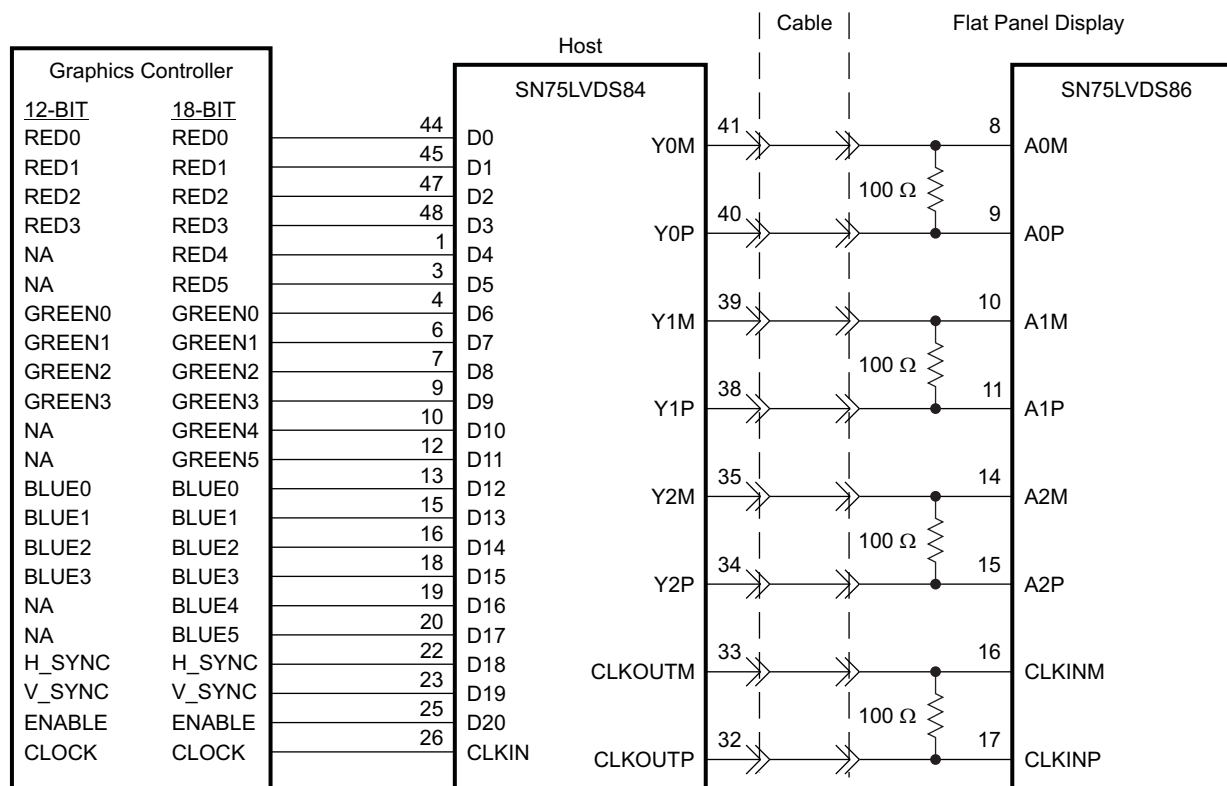 Cable
Flat Panel Display
Host
Graphics Controller
SN75LVDS84
SN75LVDS86
12-BIT 18-BIT
RED0 RED0 44 D0
RED1 RED1 45 D1
RED2 RED2 47 D2
RED3 RED3 48 D3
NA RED4 1 D4
NA RED5 3 D5
GREEN0 GREEN0 4 D6
GREEN1 GREEN1 6 D7
GREEN2 GREEN2 7 D8
GREEN3 GREEN3 9 D9
NA GREEN4 10 D10
NA GREEN5 12 D11
BLUE0 BLUE0 13 D12
BLUE1 BLUE1 15 D13
BLUE2 BLUE2 16 D14
BLUE3 BLUE3 18 D15
NA BLUE4 19 D16
NA BLUE5 20 D17
H_SYNC H_SYNC 22 D18
V_SYNC V_SYNC 23 D19
ENABLE ENABLE 25 D20
CLOCK CLOCK 26 CLKIN
Y0M 41 8 A0M
100 Ω
Y0P 40 9 A0P
Y1M 39 10 A1M
100 Ω
Y1P 38 11 A1P
Y2M 35 14 A2M
100 Ω
Y2P 34 15 A2P
CLKOUTM 33 16 CLKINM
100 Ω
CLKOUTP 32 17 CLKINP